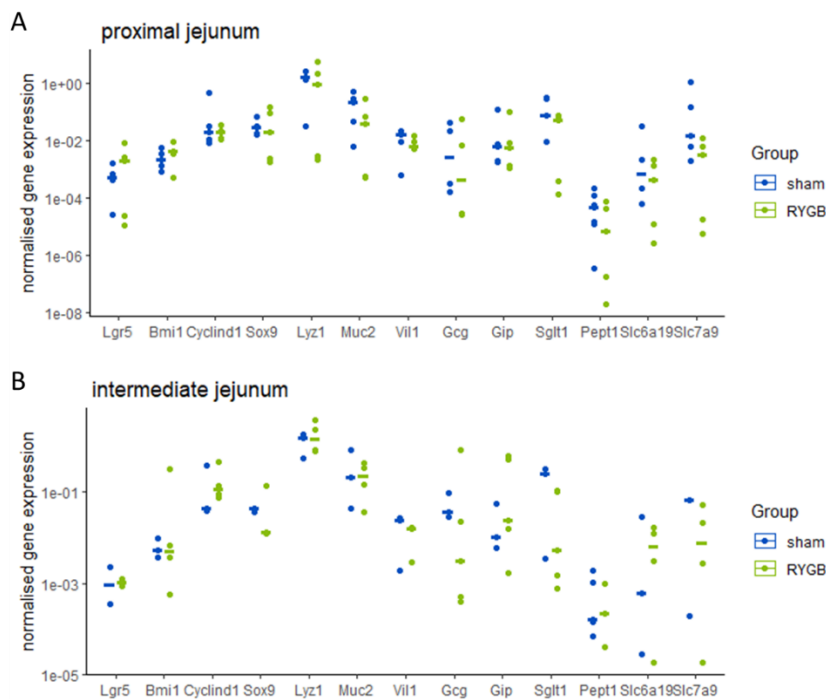 A
proximal jejunum
normalised gene expression
1e+00
1e-02
1e-04
1e-06
1e-08
Lgr5 Bmi1 Cyclind1 Sox9 Lyz1 Muc2 Vil1 Gcg Gip Sglt1 Pept1 Slc6a19 Slc7a9
Group
sham
RYGB
B
intermediate jejunum
normalised gene expression
1e-01
1e-03
1e-05
Lgr5 Bmi1 Cyclind1 Sox9 Lyz1 Muc2 Vil1 Gcg Gip Sglt1 Pept1 Slc6a19 Slc7a9
Group
sham
RYGB